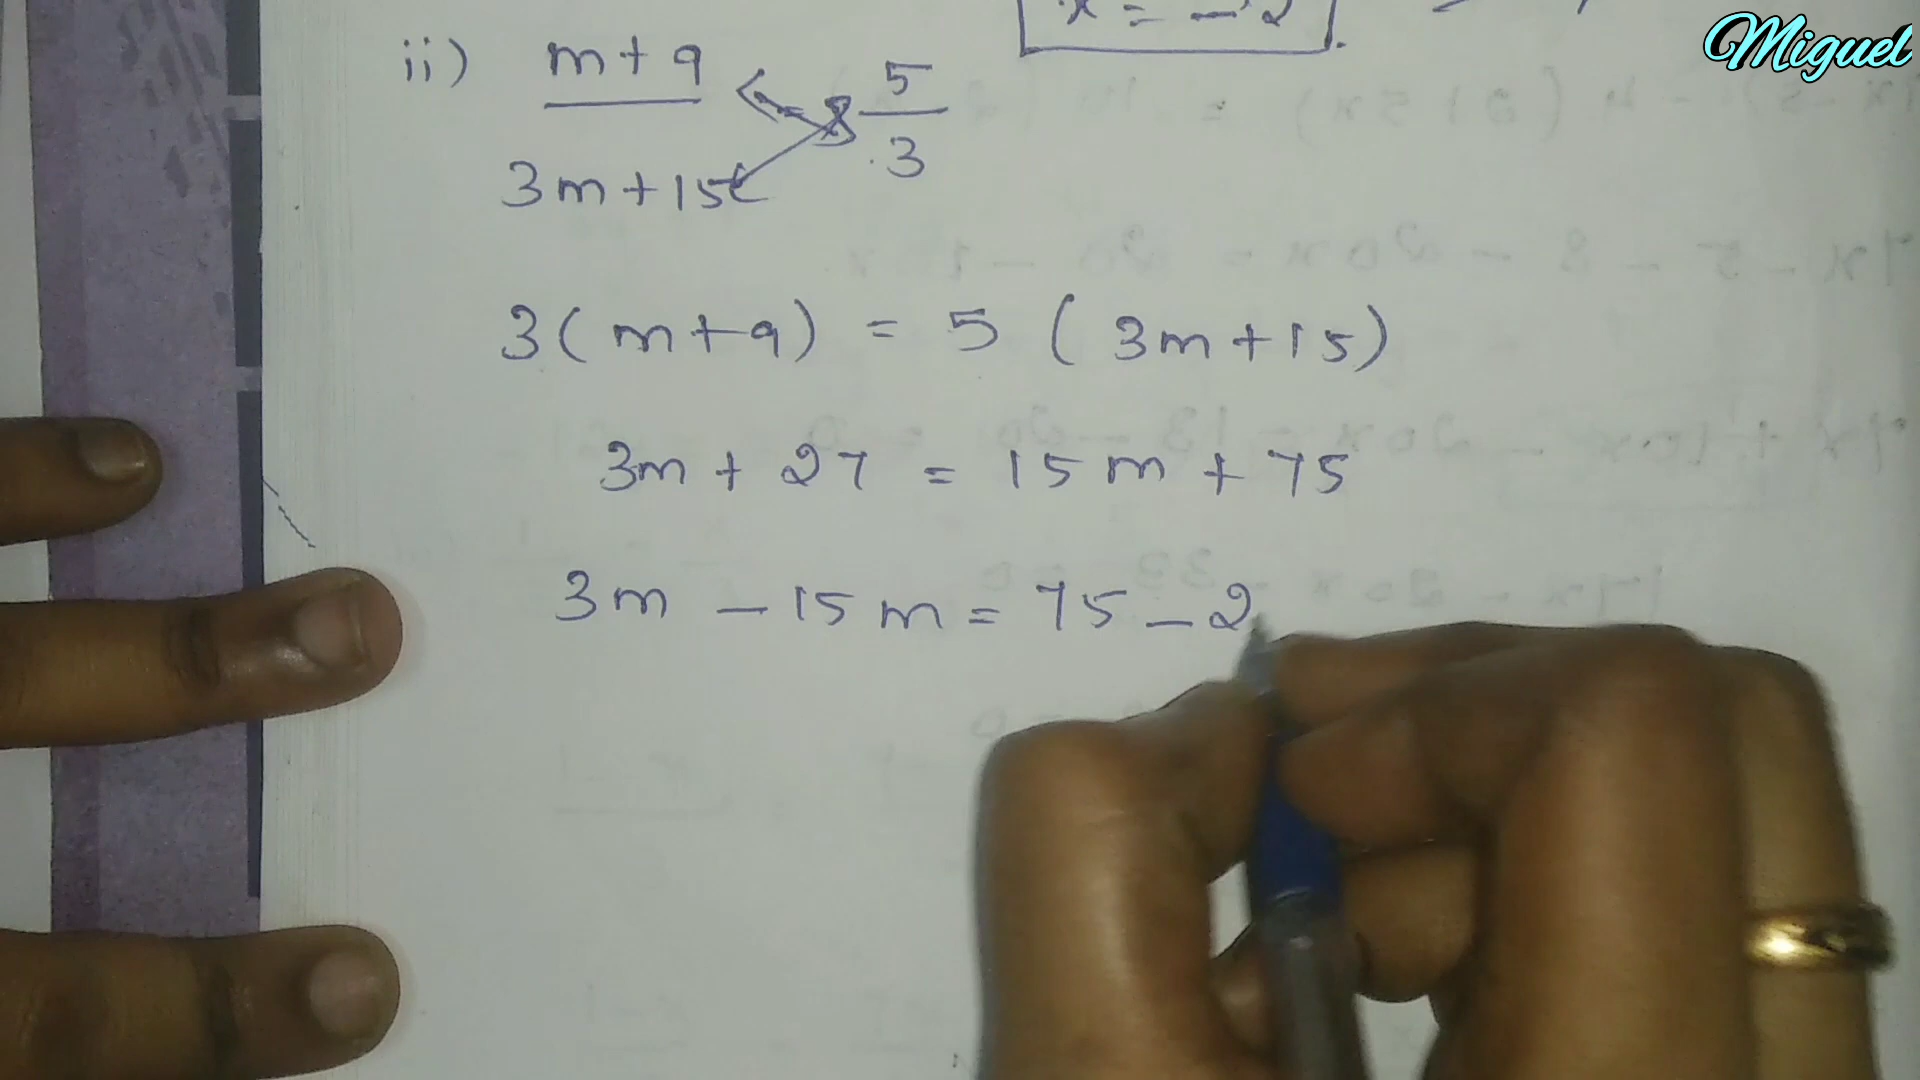 x = -2
Miguel
ii) m+9 5
3m+15 3
3(m+9) = 5 (3m+15)
3m + 27 = 15m + 75
3m - 15m = 75 - 2